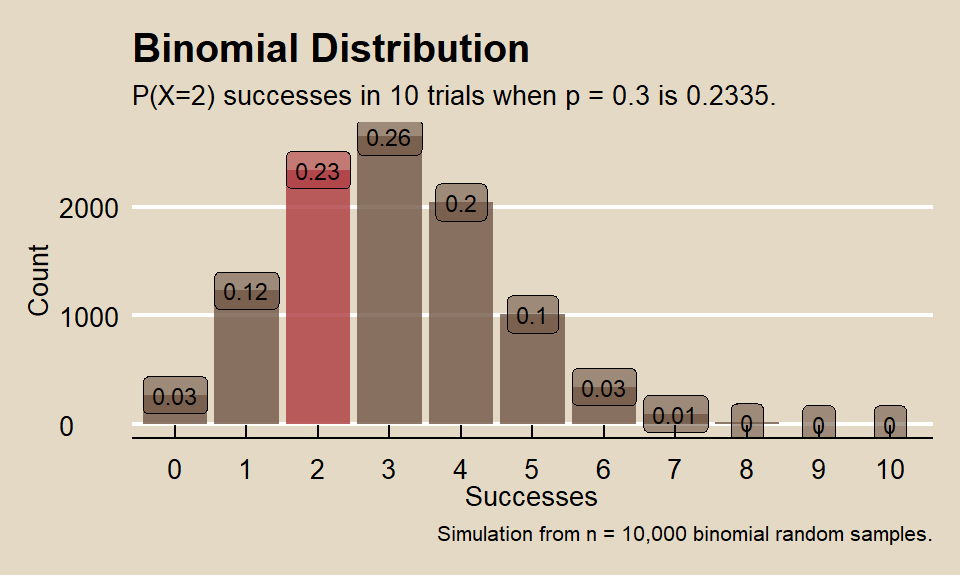 Binomial Distribution
P(X=2) successes in 10 trials when p = 0.3 is 0.2335.
0.26
0.23
0.2
2000
0.12
0.1
1000
0.03
0.03
0.01
0
0
0
0
Count
0 1 2 3 4 5 6 7 8 9 10
Successes
Simulation from n = 10,000 binomial random samples.